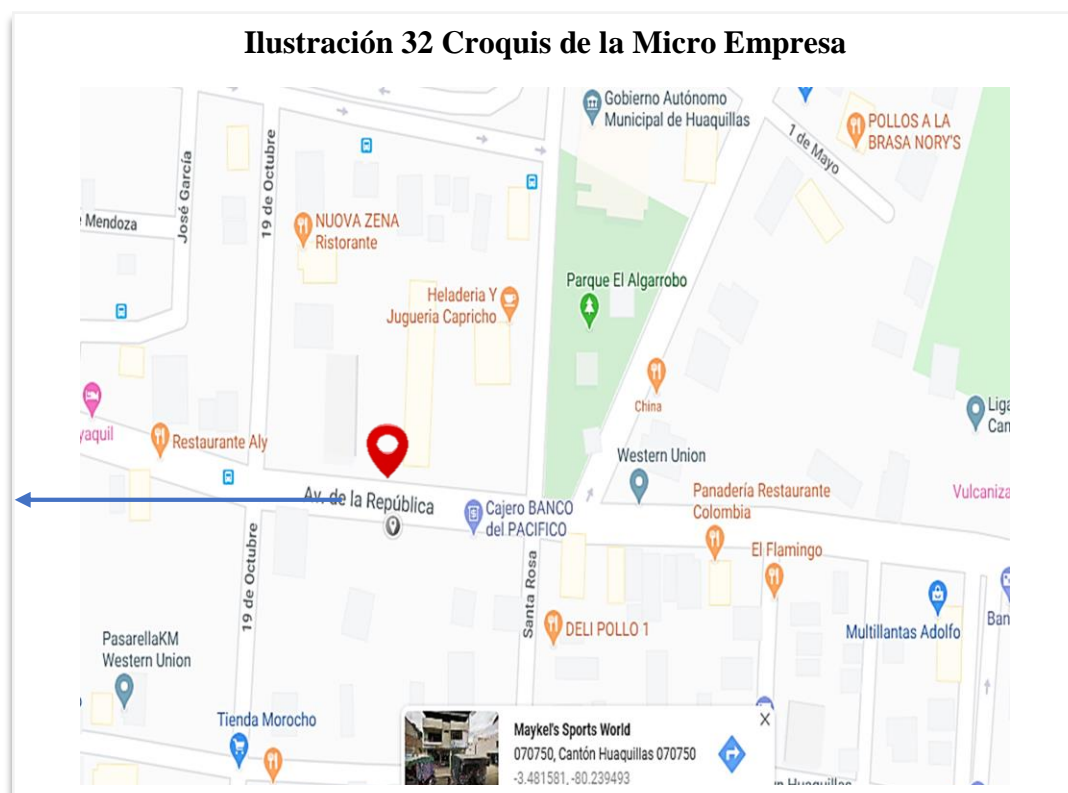 Ilustración 32 Croquis de la Micro Empresa
Gobierno Autónomo
Municipal de Huaquillas
POLLOS A LA
BRASA NORY'S
1 de Mayo
José García
19 de Octubre
Mendoza
NUOVA ZENA
Ristorante
Parque El Algarrobo
Heladeria Y
Jugueria Capricho
China
Liga
Can
yaquil
Restaurante Aly
Western Union
Av. de la República
Panadería Restaurante
Colombia
Vulcaniza
Cajero BANCO
del PACIFICO
El Flamingo
19 de Octubre
Santa Rosa
DELI POLLO 1
Multillantas Adolfo
Ban
PasarellaKM
Western Union
Tienda Morocho
Maykel's Sports World
070750, Cantón Huaquillas 070750
-3.481581, -80.239493